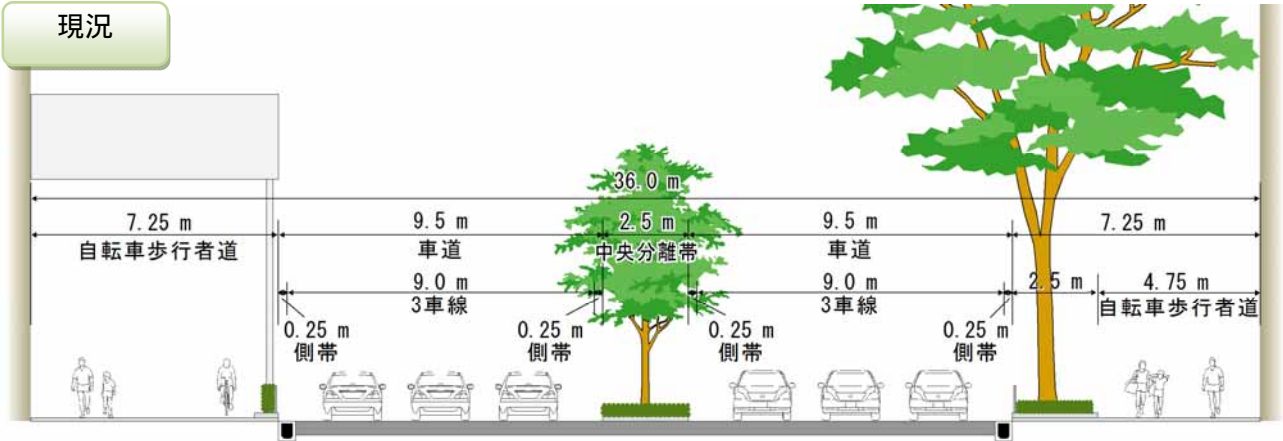 現況
36.0 m
7.25 m
自転車歩行者道
9.5 m
車道
2.5 m
中央分離帯
9.5 m
車道
7.25 m
9.0 m
3車線
9.0 m
3車線
2.5 m
4.75 m
自転車歩行者道
0.25 m
側帯
0.25 m
側帯
0.25 m
側帯
0.25 m
側帯